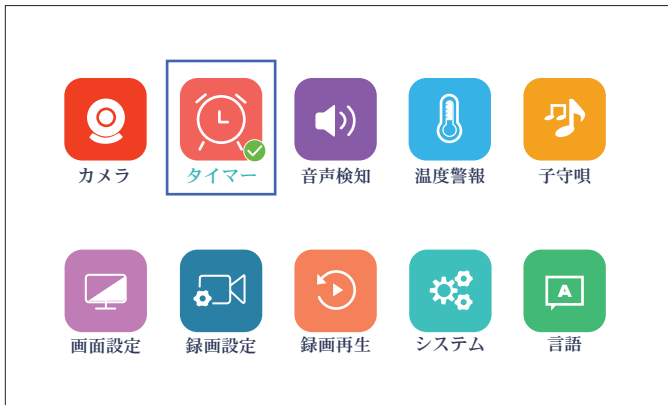 カメラ タイマー 音声検知 温度警報 子守唄
A
画面設定 録画設定 録画再生 システム 言語